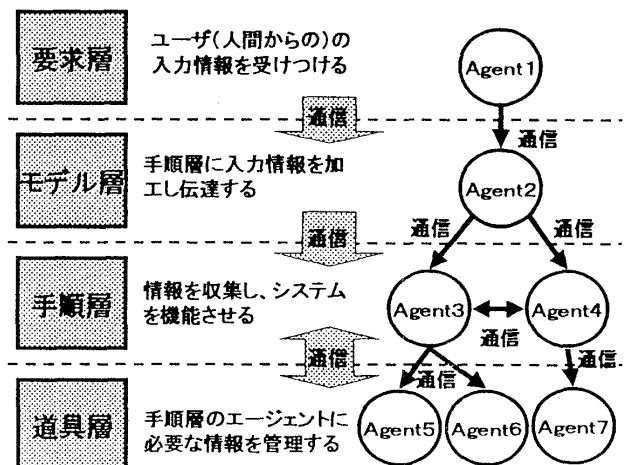 要求層
ユーザ(人間からの)の
入力情報を受けつける
Agent1
通信
通信
モデル層
手順層に入力情報を加
工し伝達する
Agent2
通信
通信
通信
手順層
情報を収集し、システム
を機能させる
Agent3
Agent4
通信
通信
通信
通信
道具層
手順層のエージェントに
必要な情報を管理する
Agent5
Agent6
Agent7